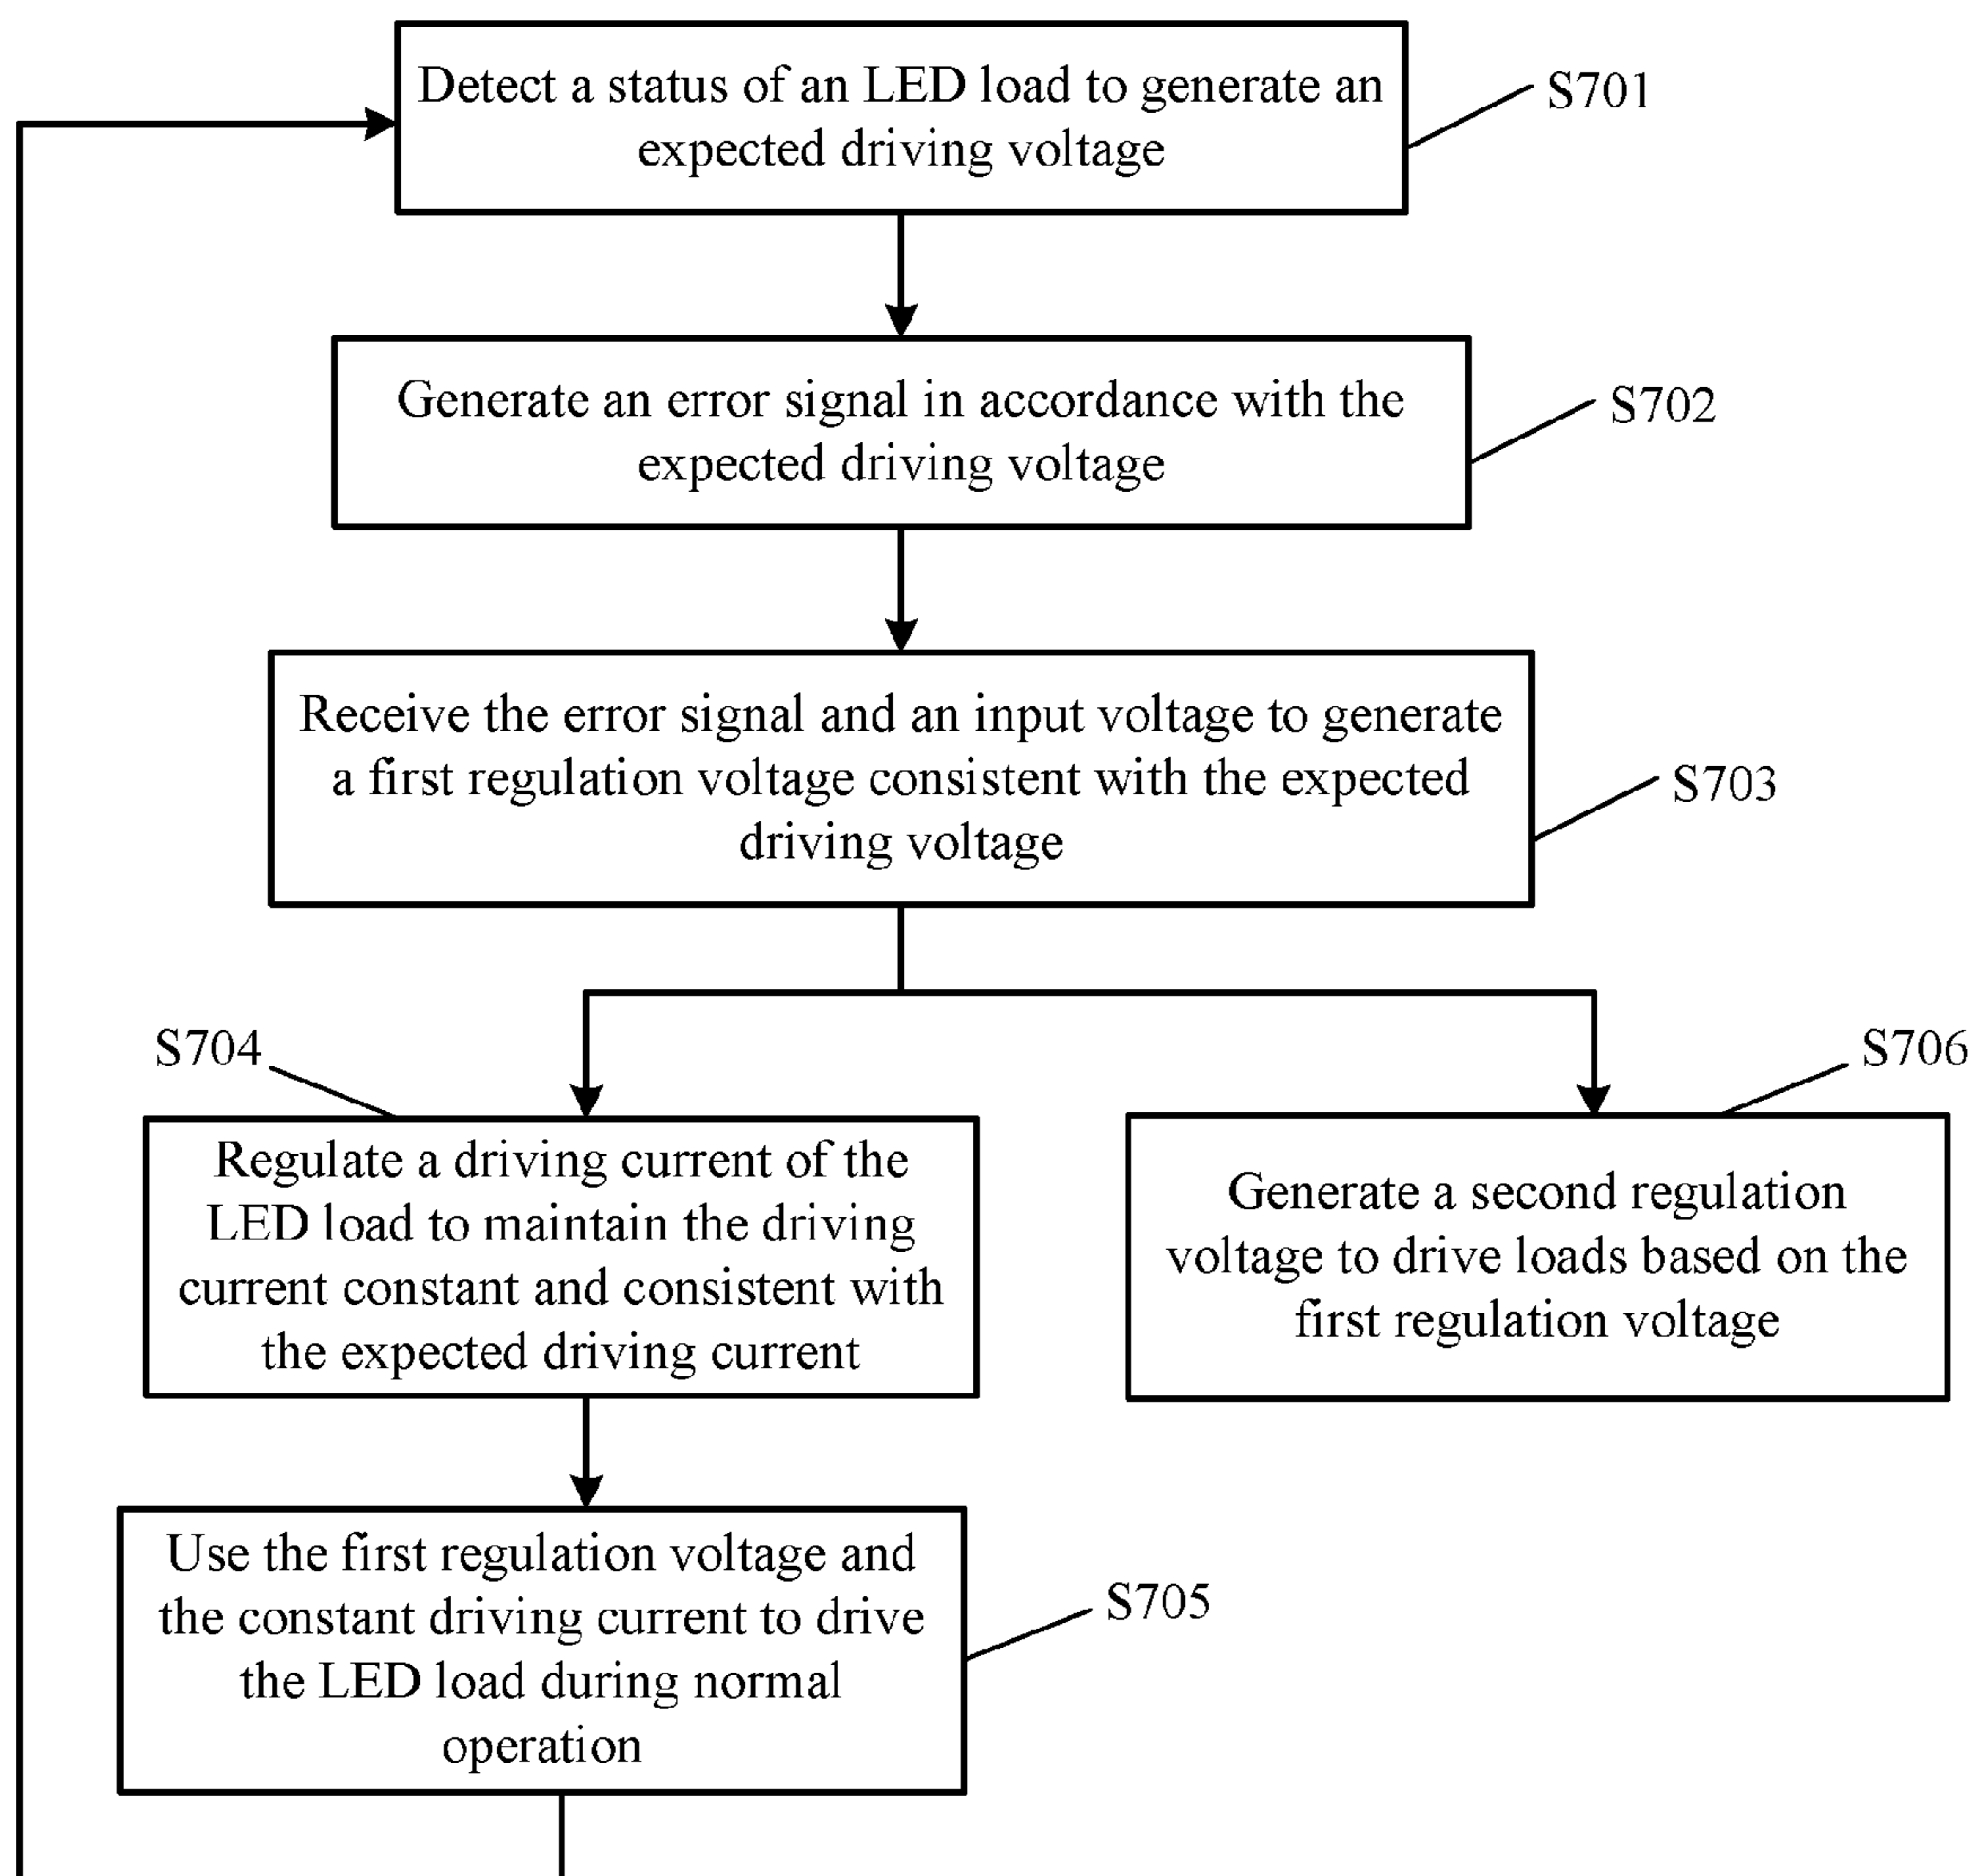 Detect a status of an LED load to generate an
expected driving voltage
S701
Generate an error signal in accordance with the
expected driving voltage
S702
Receive the error signal and an input voltage to generate
a first regulation voltage consistent with the expected
driving voltage
S703
S704
Regulate a driving current of the
LED load to maintain the driving
current constant and consistent with
the expected driving current
S706
Generate a second regulation
voltage to drive loads based on the
first regulation voltage
Use the first regulation voltage and
the constant driving current to drive
the LED load during normal
operation
S705